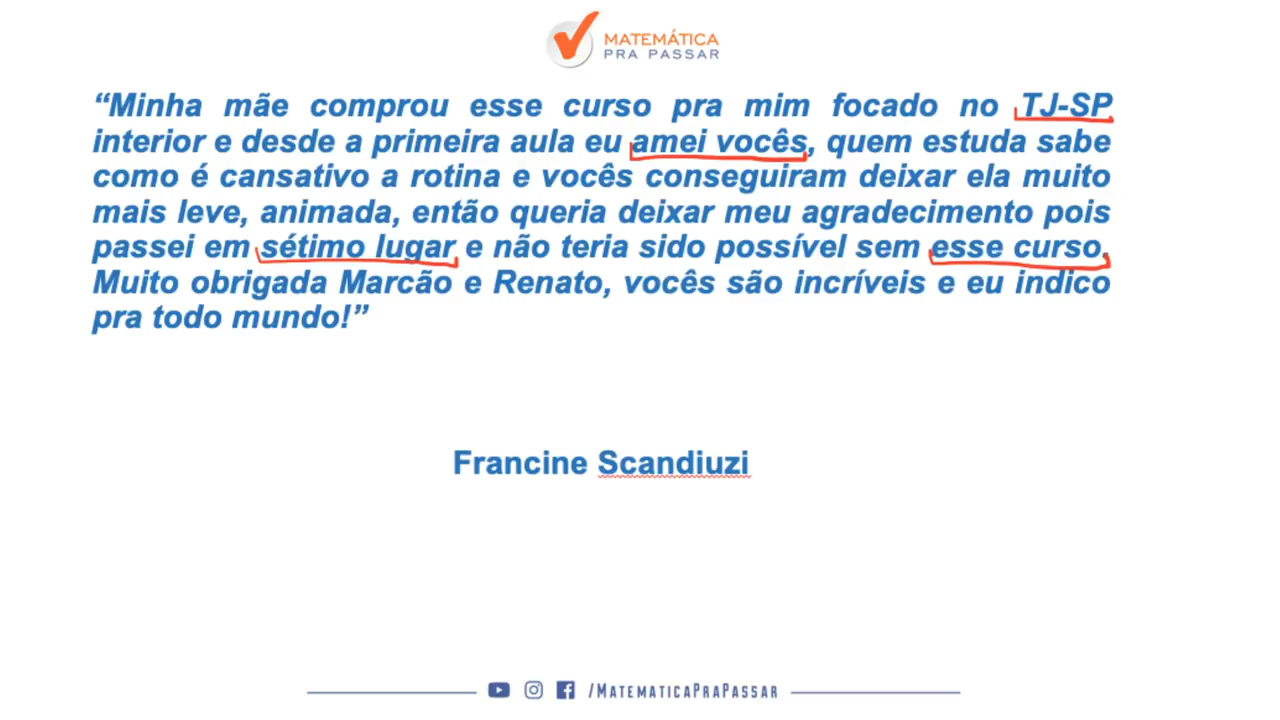 MATEMÁTICA
PRA PASSAR
“Minha mãe comprou esse curso pra mim focado no TJ-SP
interior e desde a primeira aula eu amei vocês, quem estuda sabe
como é cansativo a rotina e vocês conseguiram deixar ela muito
mais leve, animada, então queria deixar meu agradecimento pois
passei em sétimo lugar e não teria sido possível sem esse curso.
Muito obrigada Marcão e Renato, vocês são incríveis e eu indico
pra todo mundo!”
Francine Scandiuzi
/MATEMATICAPRAPASSAR